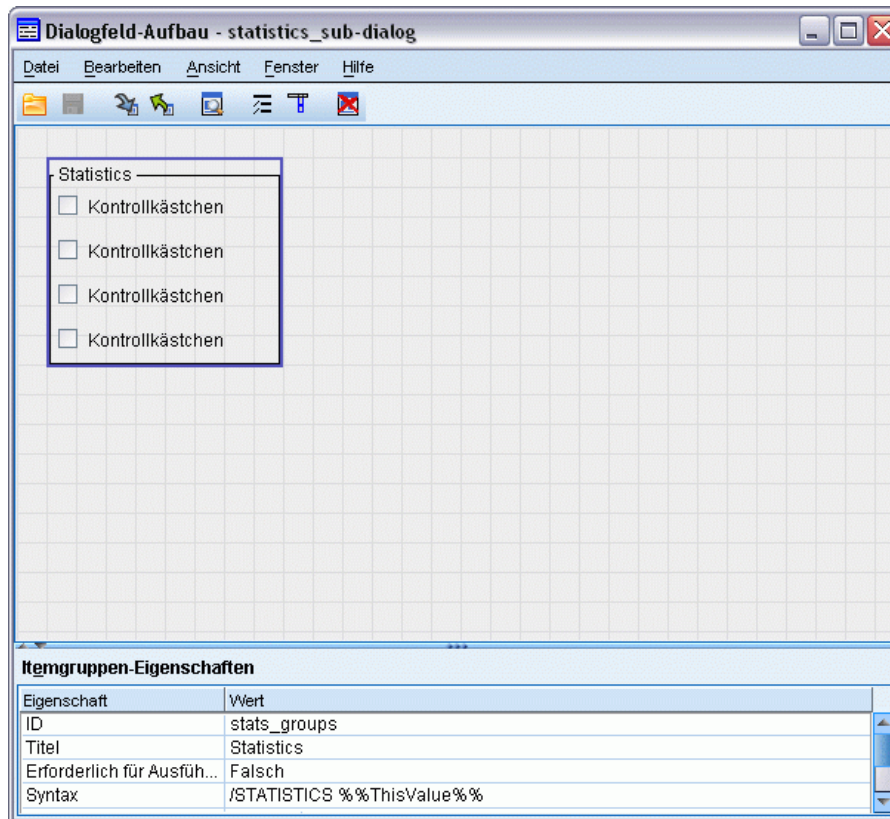 Dialogfeld-Aufbau - statistics_sub-dialog
Datei Bearbeiten Ansicht Fenster Hilfe
Statistics
Kontrollkästchen
Kontrollkästchen
Kontrollkästchen
Kontrollkästchen
Itemgruppen-Eigenschaften
Eigenschaft Wert
ID stats_groups
Titel Statistics
Erforderlich für Ausfüh... Falsch
Syntax /STATISTICS %%ThisValue%%